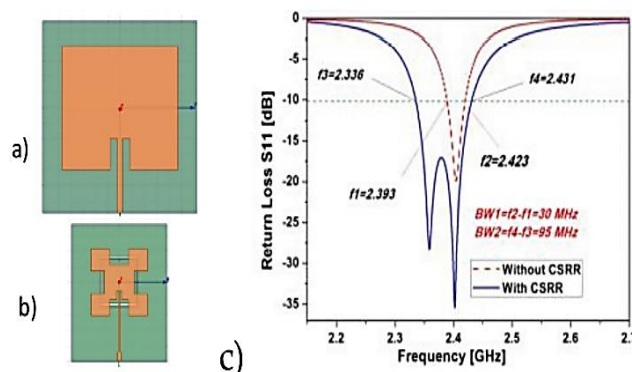 a)
b)
c)
Return Loss S11 [dB]
0
-5
-10
-15
-20
-25
-30
-35
f3=2.336
f4=2.431
f2=2.423
f1=2.393
BW1=f2-f1=30 MHz
BW2=f4-f3=95 MHz
Without CSRR
With CSRR
2.2
2.3
2.4
2.5
2.6
2.7
Frequency [GHz]